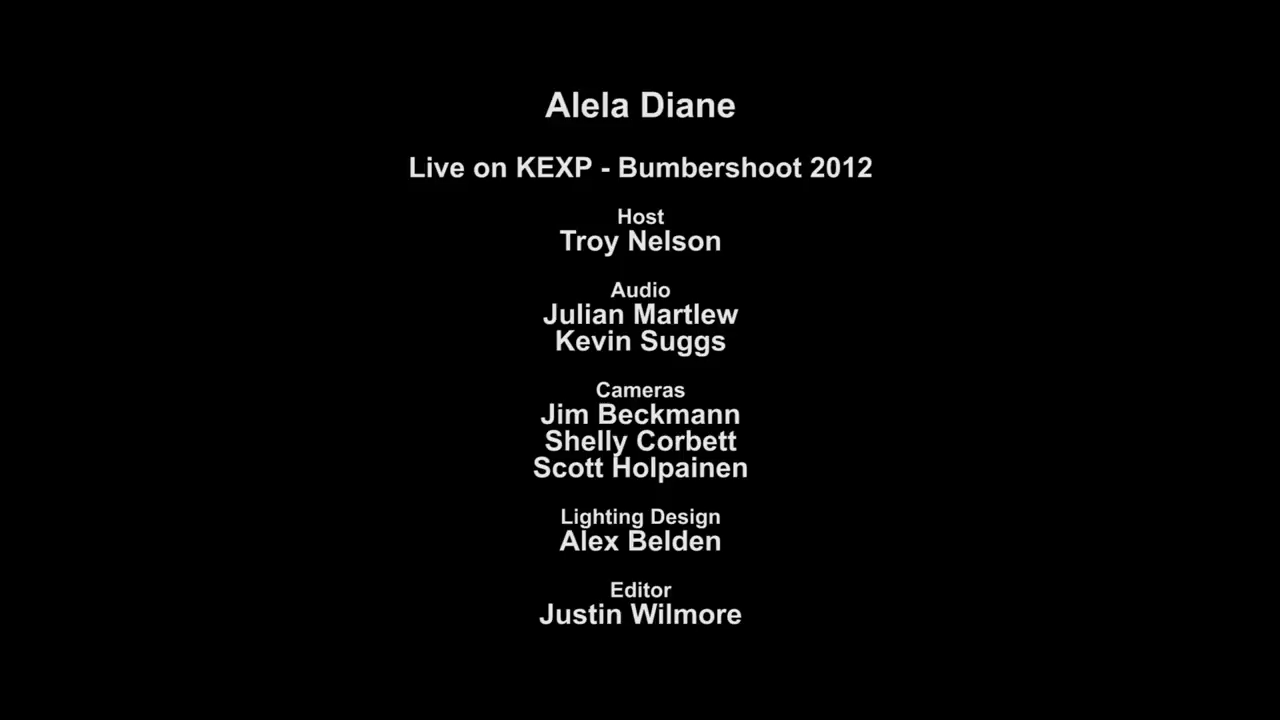 Alela Diane
Live on KEXP - Bumbershoot 2012
Host
Troy Nelson
Audio
Julian Martlew
Kevin Suggs
Cameras
Jim Beckmann
Shelly Corbett
Scott Holpainen
Lighting Design
Alex Belden
Editor
Justin Wilmore